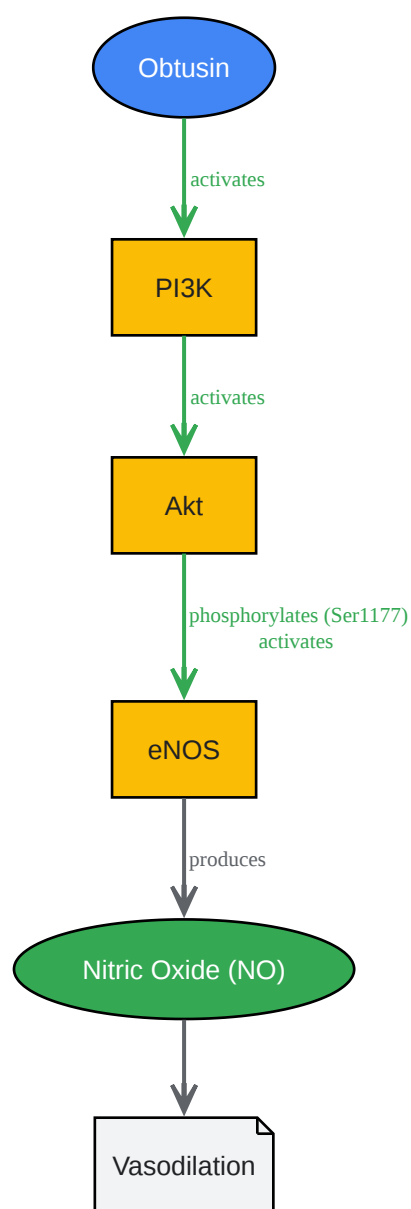 Obtusin
activates
PI3K
activates
Akt
phosphorylates (Ser1177)
activates
eNOS
produces
Nitric Oxide (NO)
Vasodilation